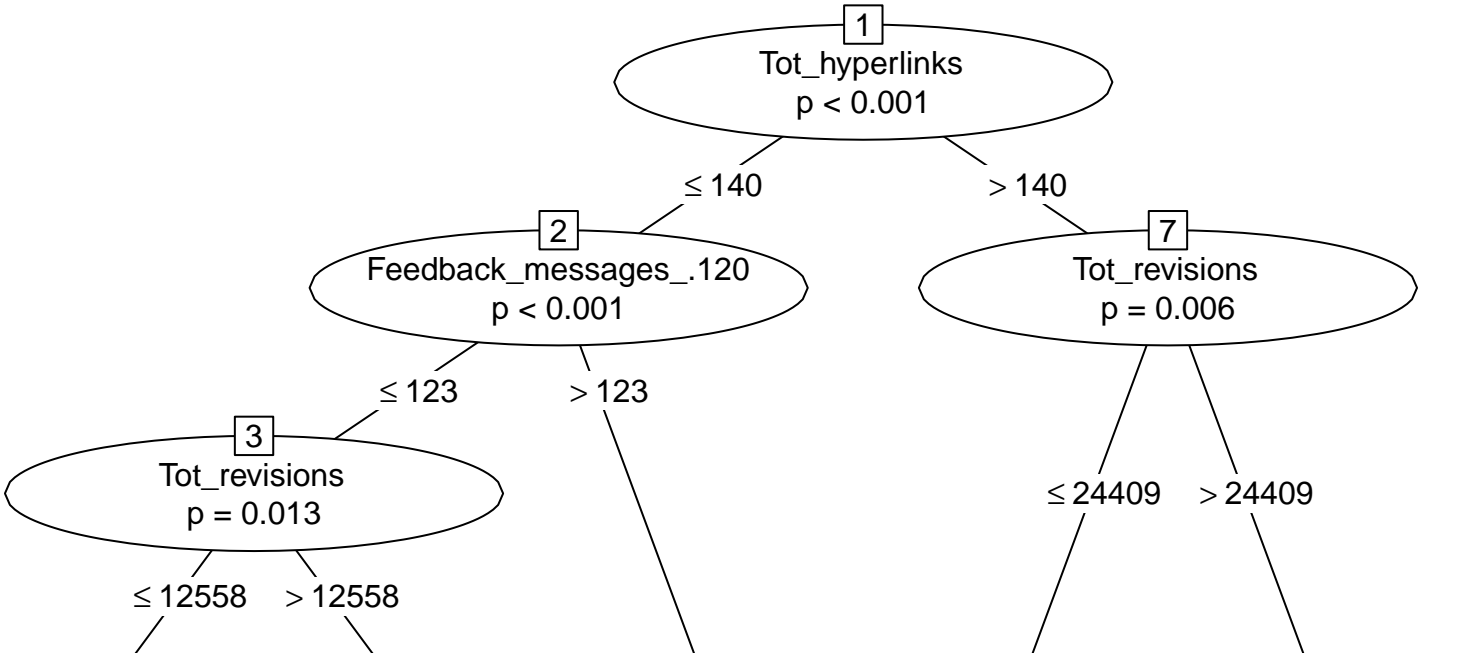 1
Tot_hyperlinks
p < 0.001
≤ 140
> 140
2
Feedback_messages_.120
p < 0.001
7
Tot_revisions
p = 0.006
≤ 123
> 123
3
Tot_revisions
p = 0.013
≤ 24409
> 24409
≤ 12558
> 12558